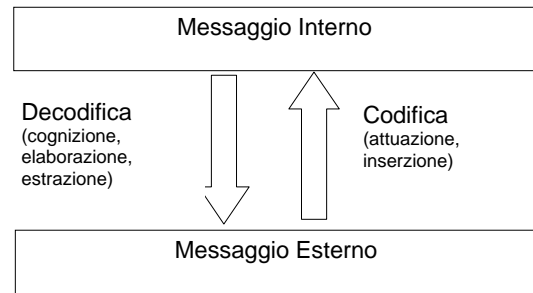 Messaggio Interno
Decodifica
(cognizione,
elaborazione,
estrazione)
Codifica
(attuazione,
inserzione)
Messaggio Esterno